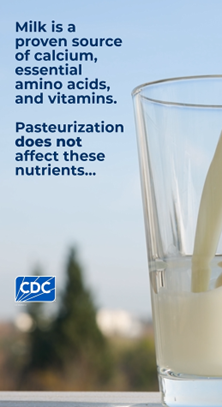 Milk is a
proven source
of calcium,
essential
amino acids,
and vitamins.
Pasteurization
does not
affect these
nutrients...
CDC